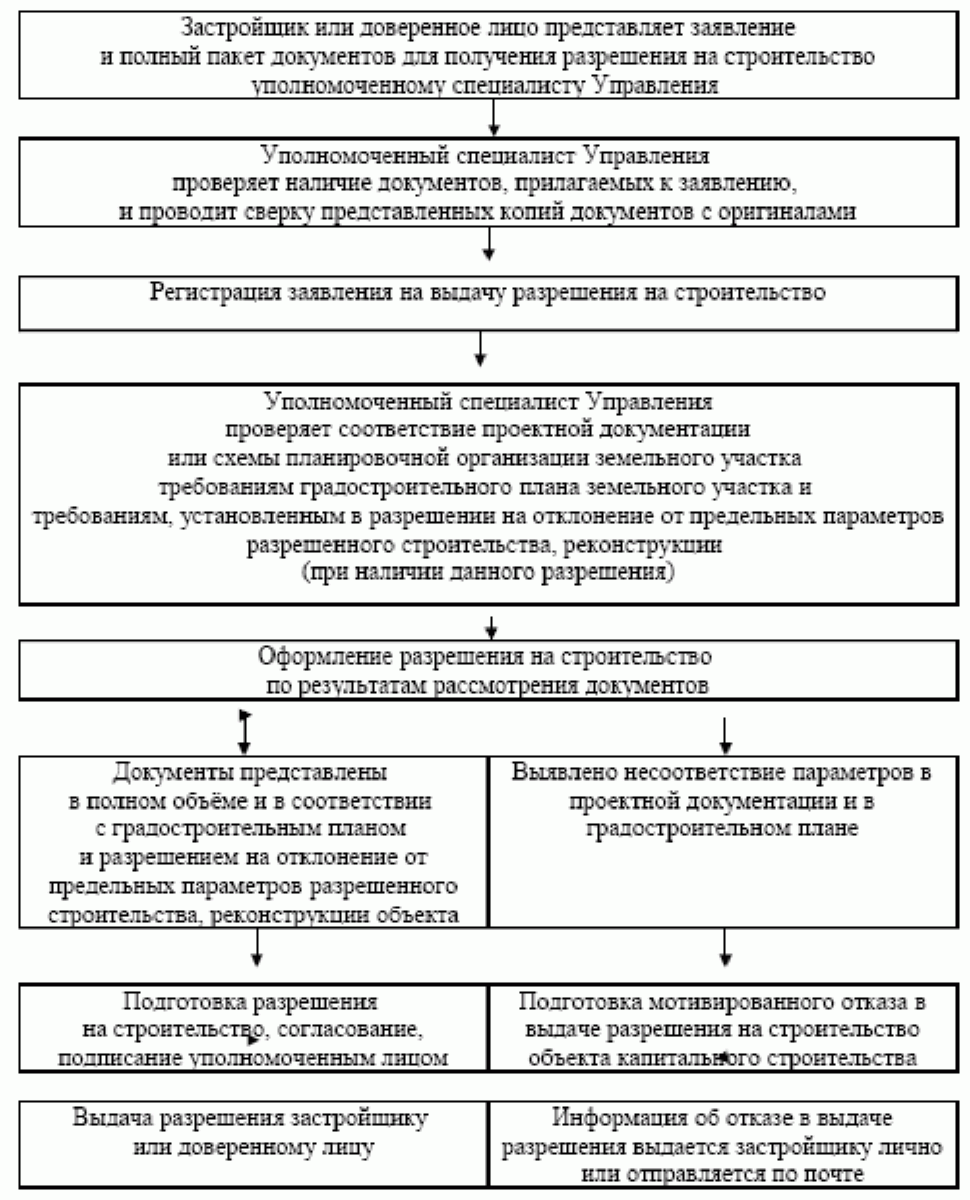 Застройщик или доверенное лицо представляет заявление
и полный пакет документов для получения разрешения на строительство
уполномоченному специалисту Управления
Уполномоченный специалист Управления
проверяет наличие документов, прилагаемых к заявлению,
и проводит сверку представленных копий документов с оригиналами
Регистрация заявления на выдачу разрешения на строительство
Уполномоченный специалист Управления
проверяет соответствие проектной документации
или схемы планировочной организации земельного участка
требованиям градостроительного плана земельного участка и
требованиям, установленным в разрешении на отклонение от предельных параметров
разрешенного строительства, реконструкции
(при наличии данного разрешения)
Оформление разрешения на строительство
по результатам рассмотрения документов
Документы представлены
в полном объёме и в соответствии
с градостроительным планом
и разрешением на отклонение от
предельных параметров разрешенного
строительства, реконструкции объекта
Выявлено несоответствие параметров в
проектной документации и в
градостроительном плане
Подготовка разрешения
на строительство, согласование,
подписание уполномоченным лицом
Подготовка мотивированного отказа в
выдаче разрешения на строительство
объекта капитального строительства
Выдача разрешения застройщику
или доверенному лицу
Информация об отказе в выдаче
разрешения выдается застройщику лично
или отправляется по почте